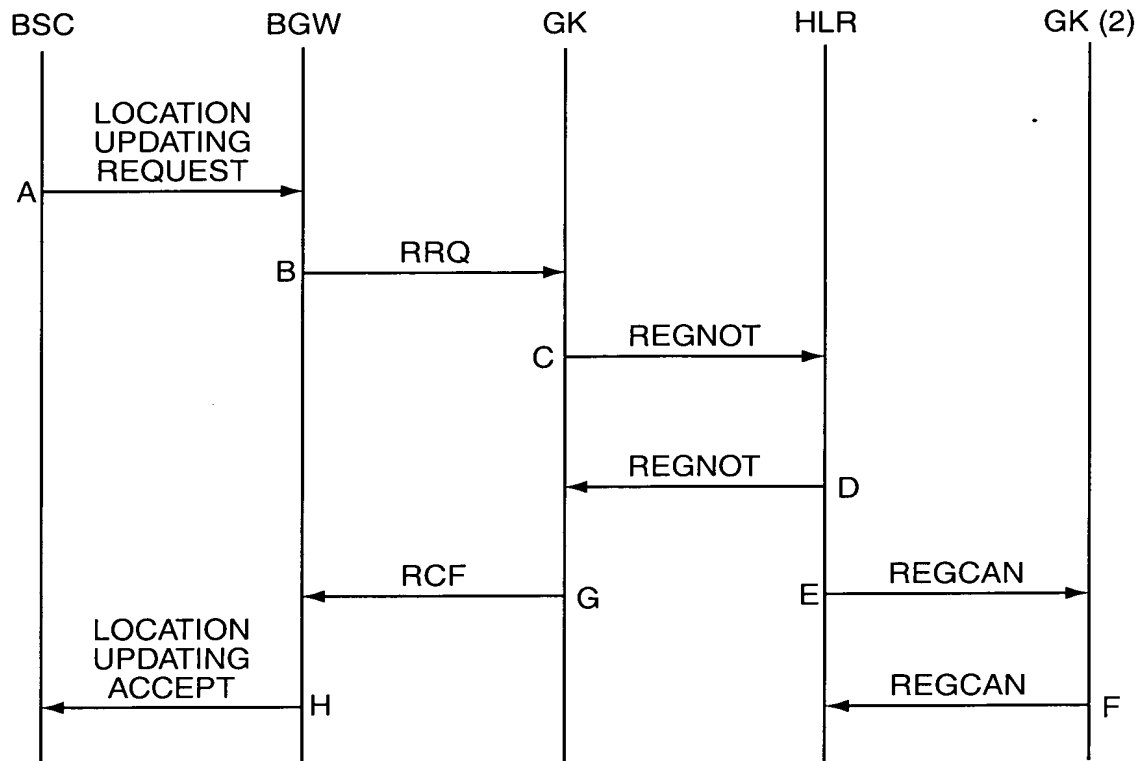 BSC
BGW
GK
HLR
GK (2)
LOCATION
UPDATING
REQUEST
A
B
RRQ
C
REGNOT
REGNOT
D
RCF
G
E
REGCAN
LOCATION
UPDATING
ACCEPT
H
REGCAN
F